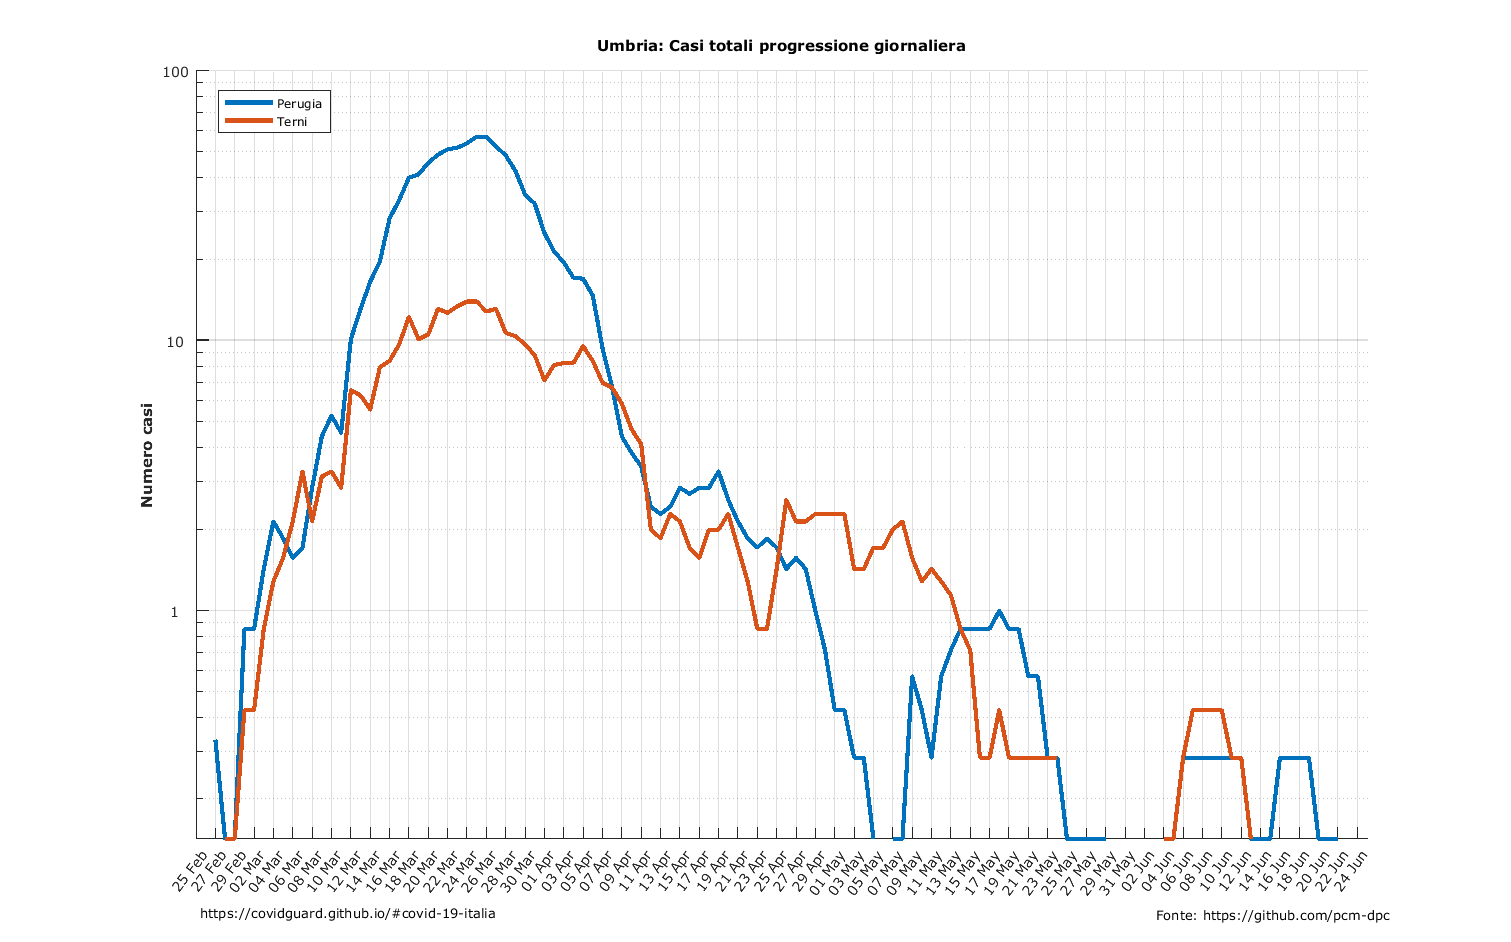 Umbria: Casi totali progressione giornaliera
100
Perugia
Terni
10
1
Numero casi
25 Feb
27 Feb
29 Feb
02 Mar
04 Mar
06 Mar
08 Mar
10 Mar
12 Mar
14 Mar
16 Mar
18 Mar
20 Mar
22 Mar
24 Mar
26 Mar
28 Mar
30 Mar
01 Apr
03 Apr
05 Apr
07 Apr
09 Apr
11 Apr
13 Apr
15 Apr
17 Apr
19 Apr
21 Apr
23 Apr
25 Apr
27 Apr
29 Apr
01 May
03 May
05 May
07 May
09 May
11 May
13 May
15 May
17 May
19 May
21 May
23 May
25 May
27 May
29 May
31 May
02 Jun
04 Jun
06 Jun
08 Jun
10 Jun
12 Jun
14 Jun
16 Jun
18 Jun
20 Jun
22 Jun
24 Jun
https://covidguard.github.io/#covid-19-italia
Fonte: https://github.com/pcm-dpc